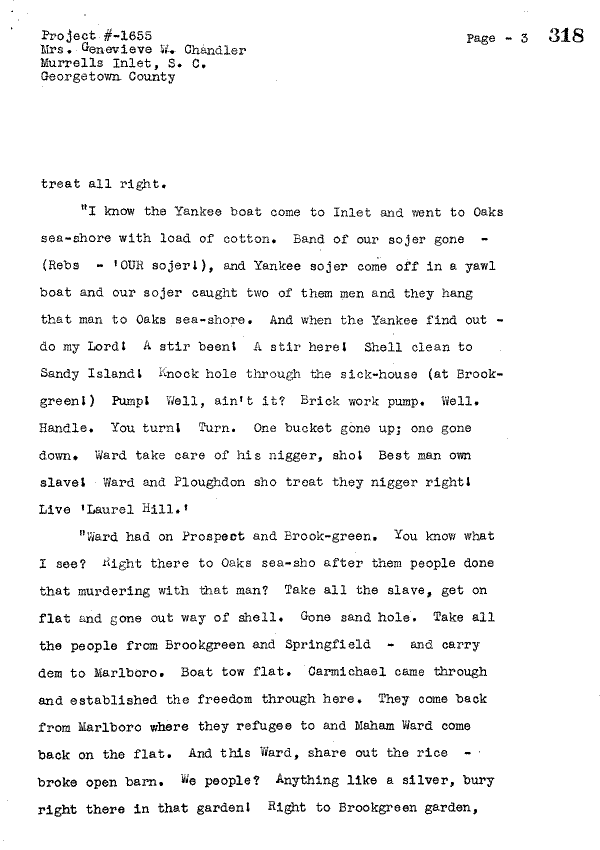 Project #-1655
Mrs. Genevieve W. Chandler
Murrells Inlet, S. C.
Georgetown County
Page - 3 318
treat all right.
"I know the Yankee boat come to Inlet and went to Oaks
sea-shore with load of cotton. Band of our sojer gone -
(Rebs - 'OUR sojer!), and Yankee sojer come off in a yawl
boat and our sojer caught two of them men and they hang
that man to Oaks sea-shore. And when the Yankee find out -
do my Lord! A stir been! A stir here! Shell clean to
Sandy Island! Knock hole through the sick-house (at Brook-
green!) Pump! Well, ain't it? Brick work pump. Well.
Handle. You turn! Turn. One bucket gone up; one gone
down. Ward take care of his nigger, sho! Best man own
slave! Ward and Ploughdon sho treat they nigger right!
Live 'Laurel Hill.'
"Ward had on Prospect and Brook-green. You know what
I see? Right there to Oaks sea-sho after them people done
that murdering with that man? Take all the slave, get on
flat and gone out way of shell. Gone sand hole. Take all
the people from Brookgreen and Springfield - and carry
dem to Marlboro. Boat tow flat. Carmichael came through
and established the freedom through here. They come back
from Marlboro where they refugee to and Maham Ward come
back on the flat. And this Ward, share out the rice -
broke open barn. We people? Anything like a silver, bury
right there in that garden! Right to Brookgreen garden,